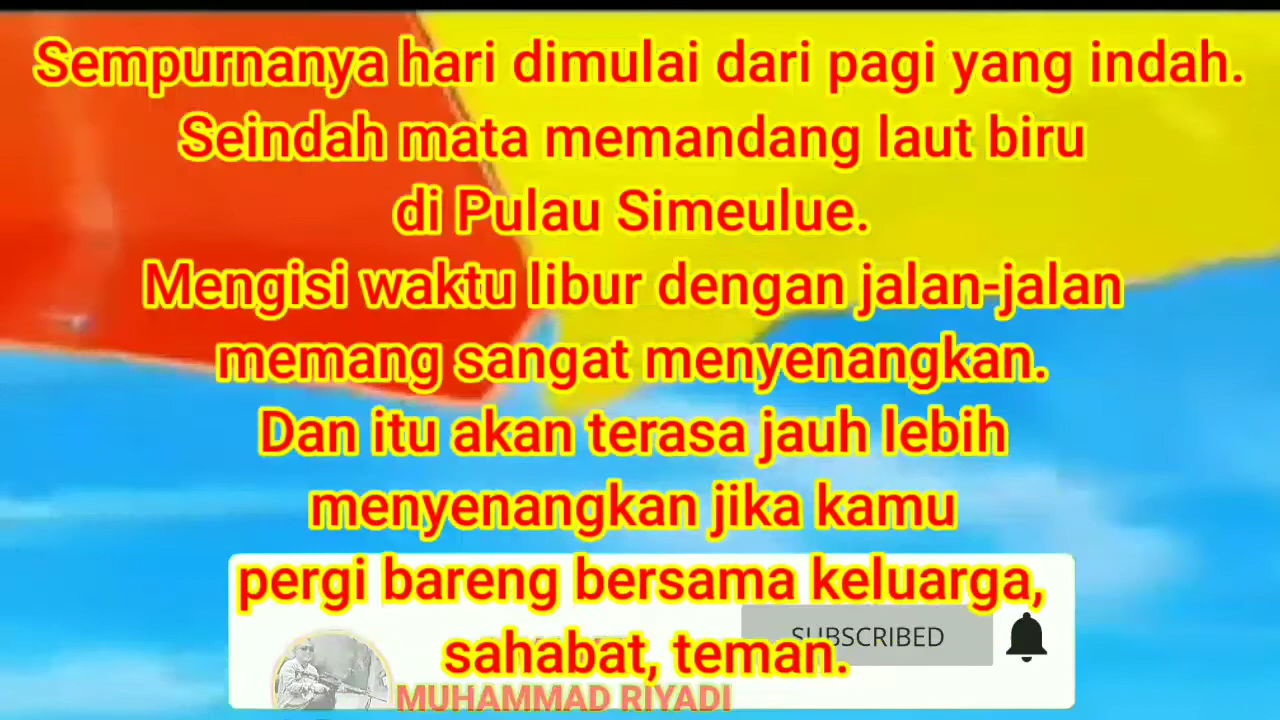 Sempurnanya hari dimulai dari pagi yang indah.
Seindah mata memandang laut biru
di Pulau Simeulue.
Mengisi waktu libur dengan jalan-jalan
memang sangat menyenangkan.
Dan itu akan terasa jauh lebih
menyenangkan jika kamu
pergi bareng bersama keluarga,
SUBSCRIBED
sahabat, teman.
MUHAMMAD RIYADI